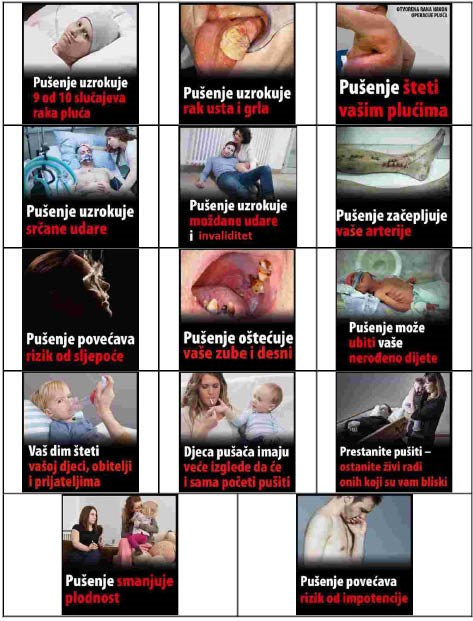 Pušenje uzrokuje
9 od 10 slučajeva
raka pluća
Pušenje uzrokuje
rak usta i grla
OTVORENA RANA NAKON
OPERACIJE PLUĆA
Pušenje šteti
vašim plućima
Pušenje uzrokuje
srčane udare
Pušenje uzrokuje
moždane udare
i invaliditet
Pušenje začepljuje
vaše arterije
Pušenje povećava
rizik od sljepoće
Pušenje oštećuje
vaše zube i desni
Pušenje može
ubiti vaše
nerođeno dijete
Vaš dim šteti
vašoj djeci, obitelji
i prijateljima
Djeca pušača imaju
veće izglede da će
i sama početi pušiti
Prestanite pušiti –
ostanite živi radi
onih koji su vam bliski
Pušenje smanjuje
plodnost
Pušenje povećava
rizik od impotencije